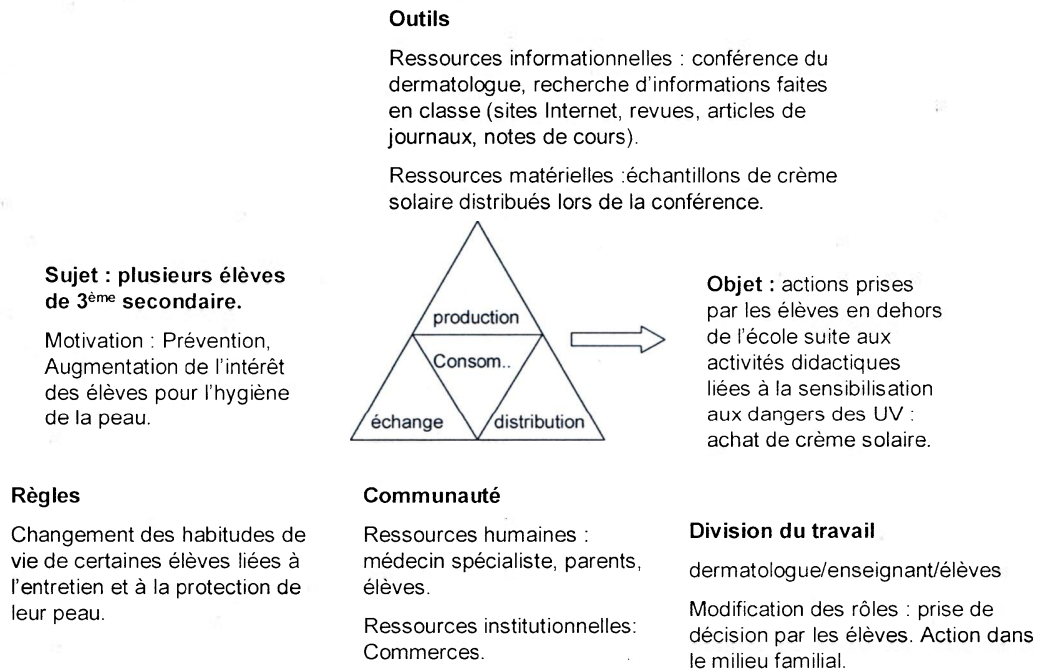 Outils
Ressources informationnelles : conférence du
dermatologue, recherche d'informations faites
en classe (sites Internet, revues, articles de
journaux, notes de cours).
Ressources matérielles :échantillons de crème
solaire distribués lors de la conférence.
Sujet : plusieurs élèves
de 3ème secondaire.
Motivation : Prévention,
Augmentation de l'intérêt
des élèves pour l'hygiène
de la peau.
production
Consom..
échange
distribution
Objet : actions prises
par les élèves en dehors
de l'école suite aux
activités didactiques
liées à la sensibilisation
aux dangers des UV :
achat de crème solaire.
Règles
Changement des habitudes de
vie de certaines élèves liées à
l'entretien et à la protection de
leur peau.
Communauté
Ressources humaines :
médecin spécialiste, parents,
élèves.
Ressources institutionnelles:
Commerces.
Division du travail
dermatologue/enseignant/élèves
Modification des rôles : prise de
décision par les élèves. Action dans
le milieu familial.